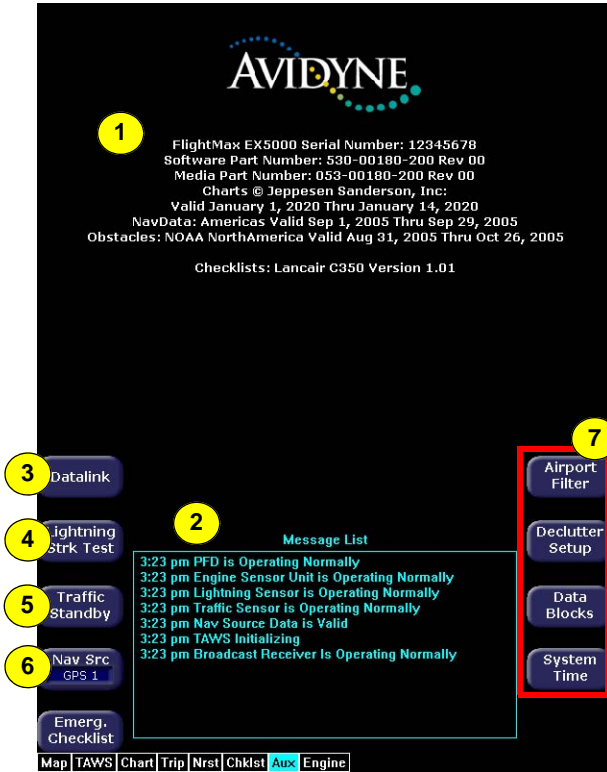 AVIDYNE
1
FlightMax EX5000 Serial Number: 12345678
Software Part Number: 530-00180-200 Rev 00
Media Part Number: 053-00180-200 Rev 00
Charts © Jeppesen Sanderson, Inc:
Valid January 1, 2020 Thru January 14, 2020
NavData: Americas Valid Sep 1, 2005 Thru Sep 29, 2005
Obstacles: NOAA NorthAmerica Valid Aug 31, 2005 Thru Oct 26, 2005
Checklists: Lancair C350 Version 1.01
3
Datalink
4
Lightning
Strk Test
5
Traffic
Standby
6
Nav Src
GPS 1
Emerg.
Checklist
2
Message List
3:23 pm PFD is Operating Normally
3:23 pm Engine Sensor Unit is Operating Normally
3:23 pm Lightning Sensor is Operating Normally
3:23 pm Traffic Sensor is Operating Normally
3:23 pm Nav Source Data is Valid
3:23 pm TAWS Initializing
3:23 pm Broadcast Receiver Is Operating Normally
7
Airport
Filter
Declutter
Setup
Data
Blocks
System
Time
Map TAWS Chart Trip Nrst Chklst Aux Engine